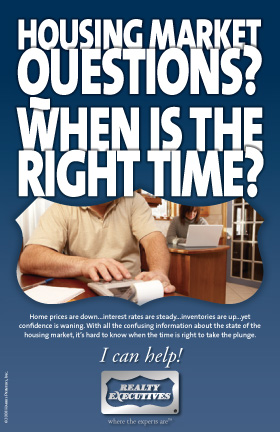 HOUSING MARKET
QUESTIONS?
~
WHEN IS THE
RIGHT TIME?
Home prices are down...interest rates are steady...inventories are up...yet
confidence is waning. With all the confusing information about the state of the
housing market, it's hard to know when the time is right to take the plunge.
I can help!
REALTY
EXECUTIVES
where the experts are